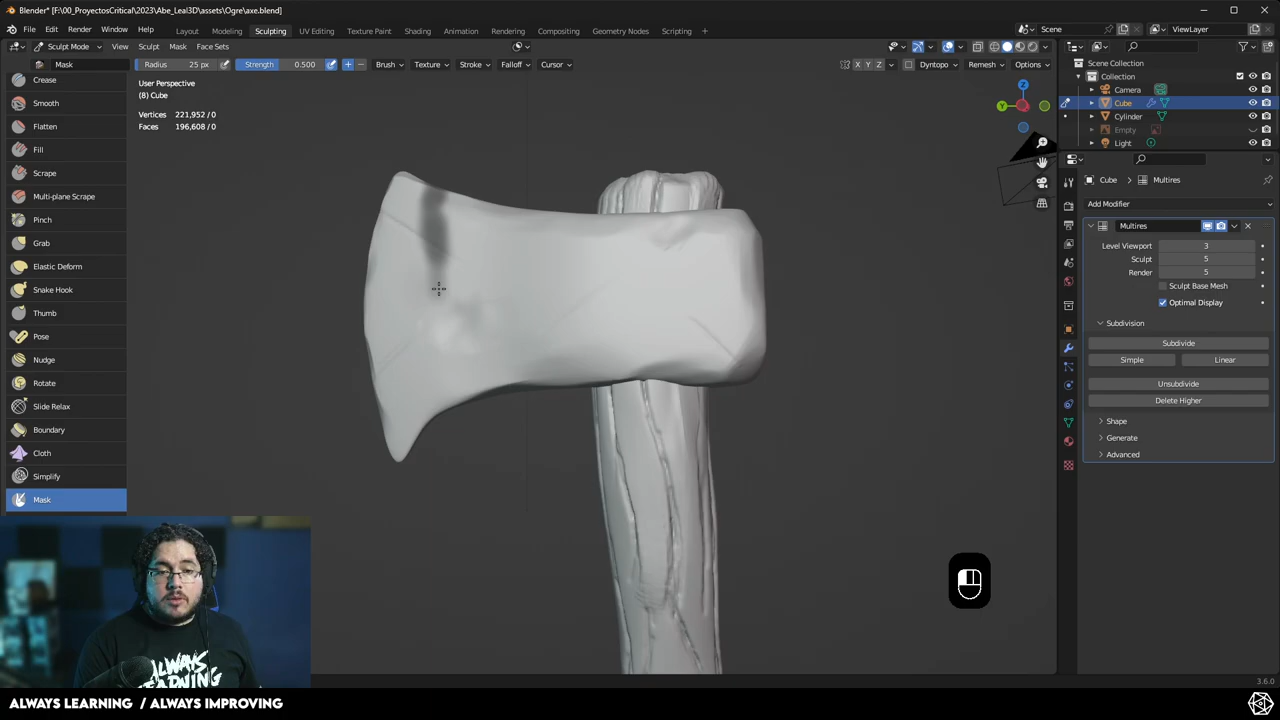 Blender* [F:\00_ProyectosCritical\2023\Abe_Leal3D\assets\Ogre\axe.blend]
File Edit Render Window Help Layout Modeling Sculpting UV Editing Texture Paint Shading Animation Rendering Compositing Geometry Nodes Scripting + Scene ViewLayer
Sculpt Mode View Sculpt Mask Face Sets
Mask Radius 25 px Strength 0.500 + − Brush Texture Stroke Falloff Cursor X Y Z Dyntopo Remesh Options
Crease
Smooth
Flatten
Fill
Scrape
Multi-plane Scrape
Pinch
Grab
Elastic Deform
Snake Hook
Thumb
Pose
Nudge
Rotate
Slide Relax
Boundary
Cloth
Simplify
Mask
User Perspective
(8) Cube
Vertices 221,952 / 0
Faces 196,608 / 0
Z
Y
Scene Collection
Collection
Camera
Cube
Cylinder
Empty
Light
Cube > Multires
Add Modifier
Multires
Level Viewport 3
Sculpt 5
Render 5
Sculpt Base Mesh
Optimal Display
Subdivision
Subdivide
Simple Linear
Unsubdivide
Delete Higher
Shape
Generate
Advanced
ALWAYS
LEARNING
3.6.0
ALWAYS LEARNING / ALWAYS IMPROVING